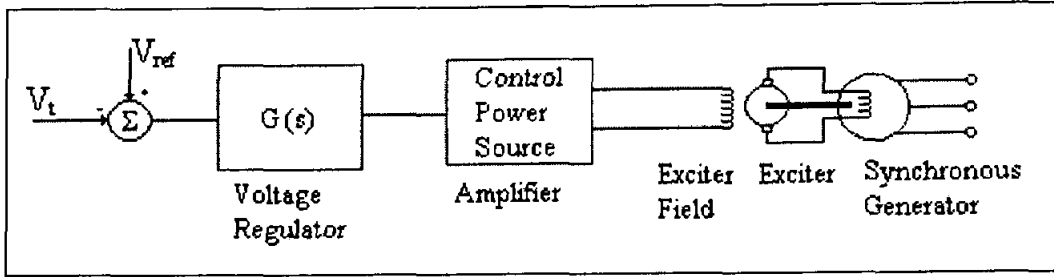 V_ref
V_t
- +
Σ
G(s)
Voltage
Regulator
Control
Power
Source
Amplifier
Exciter
Field
Exciter
Synchronous
Generator